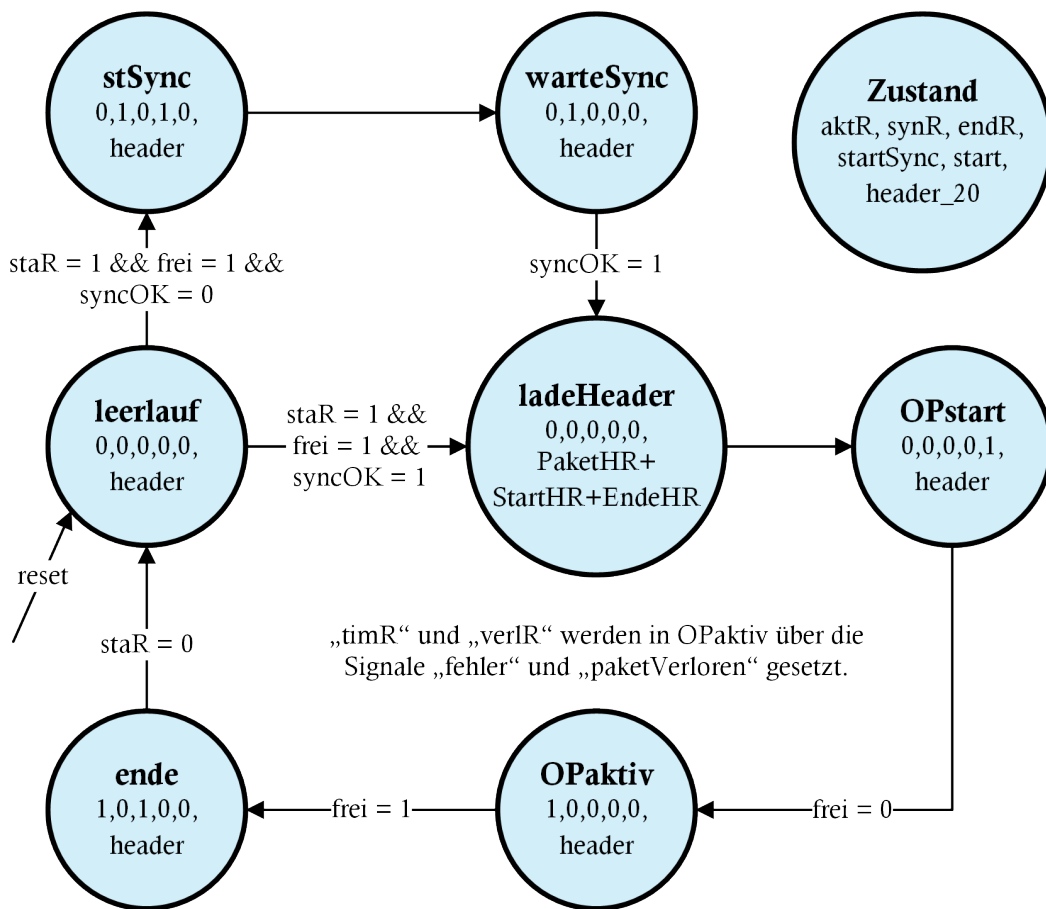 stSync
0,1,0,1,0,
header
warteSync
0,1,0,0,0,
header
Zustand
aktR, synR, endR,
startSync, start,
header_20
staR = 1 && frei = 1 &&
syncOK = 0
syncOK = 1
leerlauf
0,0,0,0,0,
header
staR = 1 &&
frei = 1 &&
syncOK = 1
ladeHeader
0,0,0,0,0,
PaketHR+
StartHR+EndeHR
OPstart
0,0,0,0,1,
header
reset
staR = 0
„timR“ und „verlR“ werden in OPaktiv über die
Signale „fehler“ und „paketVerloren“ gesetzt.
ende
1,0,1,0,0,
header
frei = 1
OPaktiv
1,0,0,0,0,
header
frei = 0